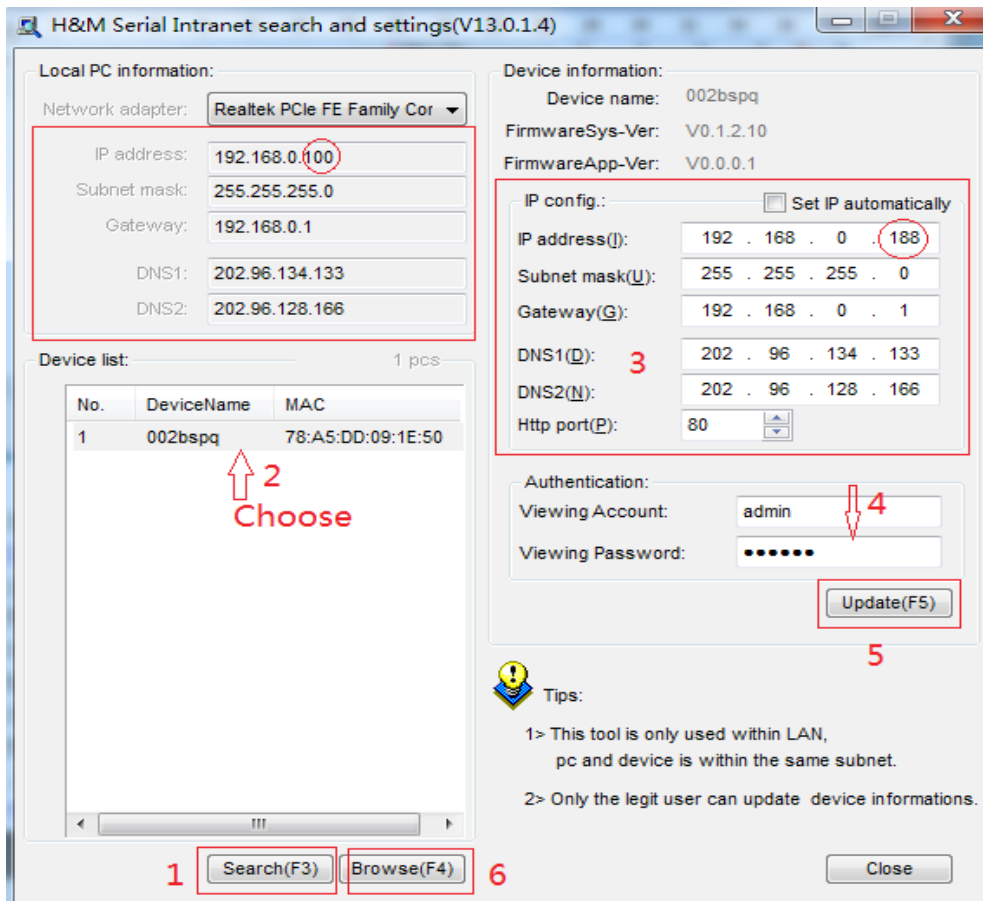 H&M Serial Intranet search and settings(V13.0.1.4)
Local PC information:
Network adapter: Realtek PCIe FE Family Cor
IP address: 192.168.0.100
Subnet mask: 255.255.255.0
Gateway: 192.168.0.1
DNS1: 202.96.134.133
DNS2: 202.96.128.166
Device list: 1 pcs
No. DeviceName MAC
1 002bspq 78:A5:DD:09:1E:50
2
Choose
1 Search(F3) Browse(F4) 6
Device information:
Device name: 002bspq
FirmwareSys-Ver: V0.1.2.10
FirmwareApp-Ver: V0.0.0.1
IP config.: Set IP automatically
IP address(I): 192 . 168 . 0 . 188
Subnet mask(U): 255 . 255 . 255 . 0
Gateway(G): 192 . 168 . 0 . 1
DNS1(D): 202 . 96 . 134 . 133
3
DNS2(N): 202 . 96 . 128 . 166
Http port(P): 80
Authentication:
Viewing Account: admin
4
Viewing Password: ●●●●●●
Update(F5)
5
Tips:
1> This tool is only used within LAN,
pc and device is within the same subnet.
2> Only the legit user can update device informations.
Close